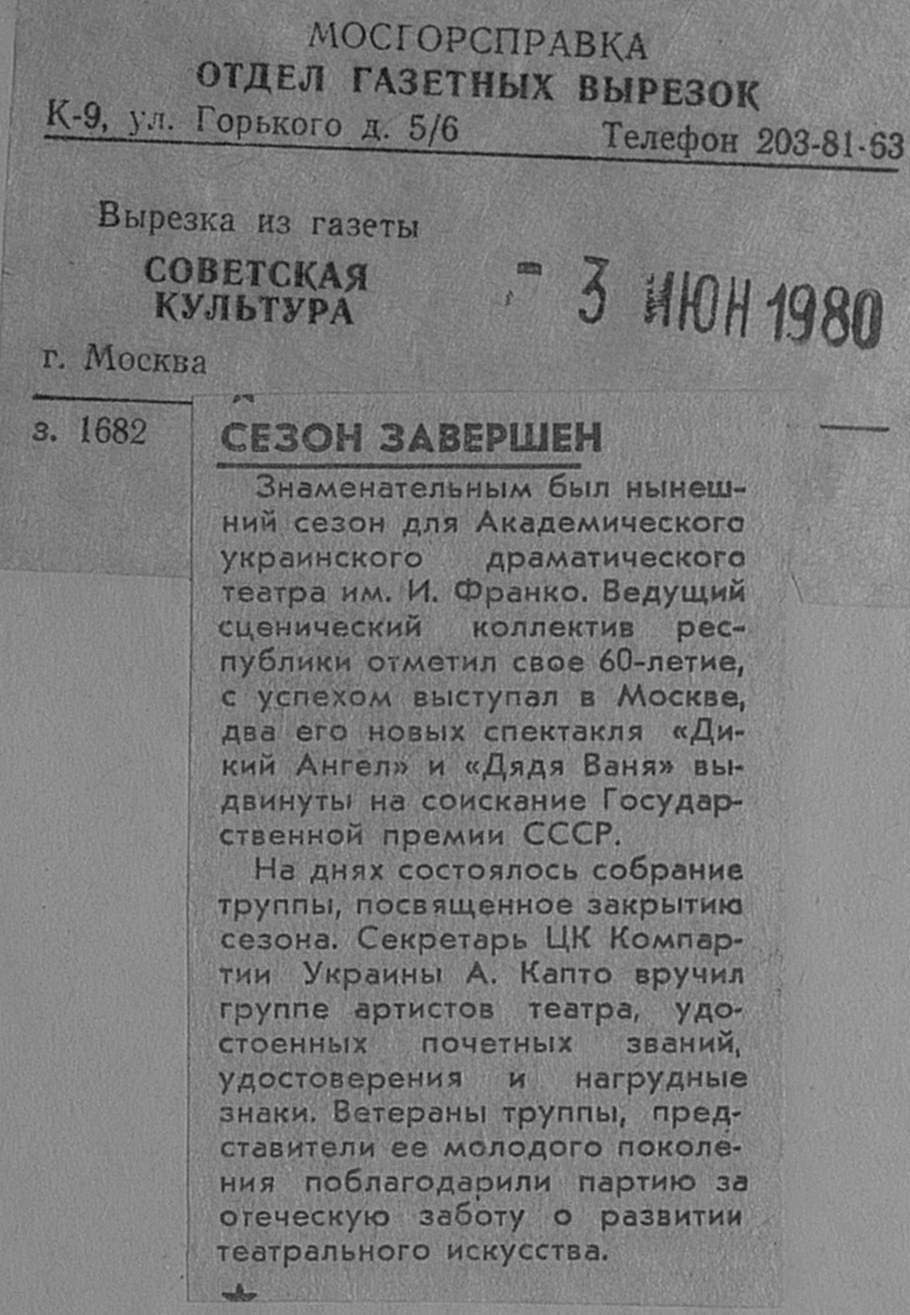 МОСГОРСПРАВКА
ОТДЕЛ ГАЗЕТНЫХ ВЫРЕЗОК
К-9, ул. Горького д. 5/6 Телефон 203-81-63
Вырезка из газеты
СОВЕТСКАЯ
КУЛЬТУРА
- 3 ИЮН 1980
г. Москва
з. 1682
СЕЗОН ЗАВЕРШЕН
Знаменательным был нынеш-
ний сезон для Академического
украинского драматического
театра им. И. Франко. Ведущий
сценический коллектив рес-
публики отметил свое 60-летие,
с успехом выступал в Москве,
два его новых спектакля «Ди-
кий Ангел» и «Дядя Ваня» вы-
двинуты на соискание Государ-
ственной премии СССР.
На днях состоялось собрание
труппы, посвященное закрытию
сезона. Секретарь ЦК Компар-
тии Украины А. Капто вручил
группе артистов театра, удо-
стоенных почетных званий,
удостоверения и нагрудные
знаки. Ветераны труппы, пред-
ставители ее молодого поколе-
ния поблагодарили партию за
отеческую заботу о развитии
театрального искусства.